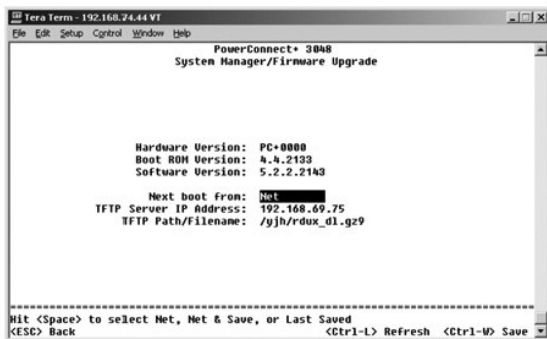 Tera Term - 192.168.74.44 VT
File Edit Setup Control Window Help
PowerConnect+ 3048
System Manager/Firmware Upgrade
Hardware Version: PC+0000
Boot ROM Version: 4.4.2133
Software Version: 5.2.2.2143
Next boot from: Net
TFTP Server IP Address: 192.168.69.75
TFTP Path/Filename: /yjh/rdux_dl.gz9
Hit <Space> to select Net, Net & Save, or Last Saved
<ESC> Back <Ctrl-L> Refresh <Ctrl-W> Save